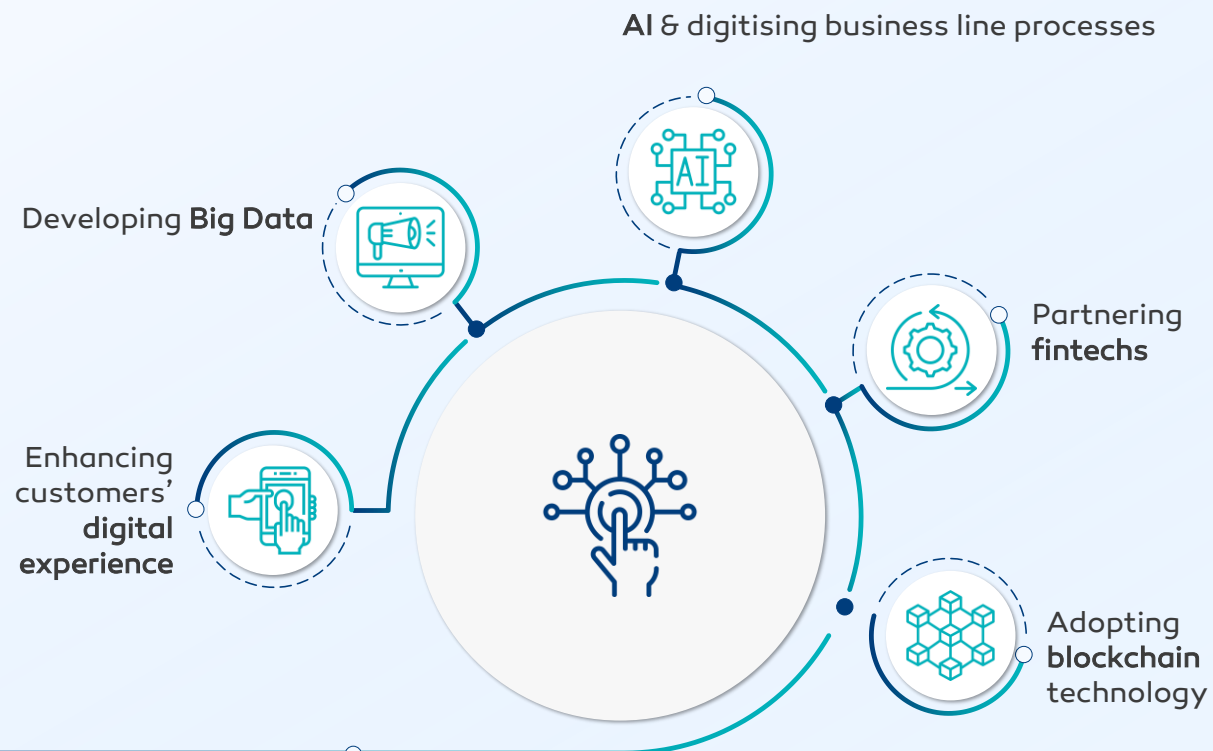 AI & digitising business line processes
Developing Big Data
AI
Partnering
fintechs
Enhancing
customers’
digital
experience
Adopting
blockchain
technology